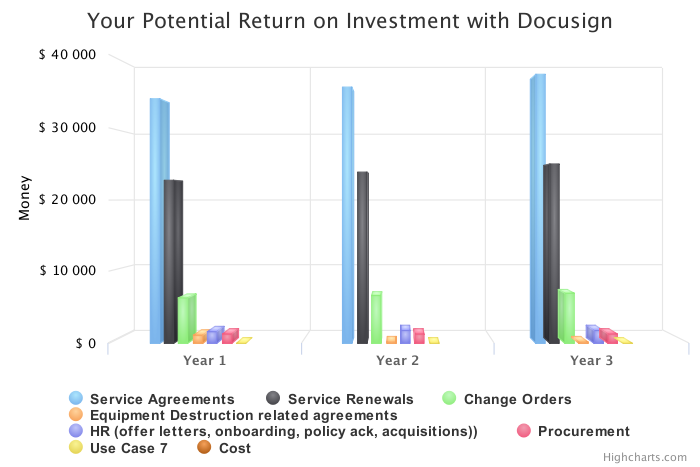 Your Potential Return on Investment with Docusign
$ 40 000
$ 30 000
$ 20 000
$ 10 000
$ 0
Money
Year 1
Year 2
Year 3
Service Agreements
Service Renewals
Change Orders
Equipment Destruction related agreements
HR (offer letters, onboarding, policy ack, acquisitions))
Procurement
Use Case 7
Cost
Highcharts.com